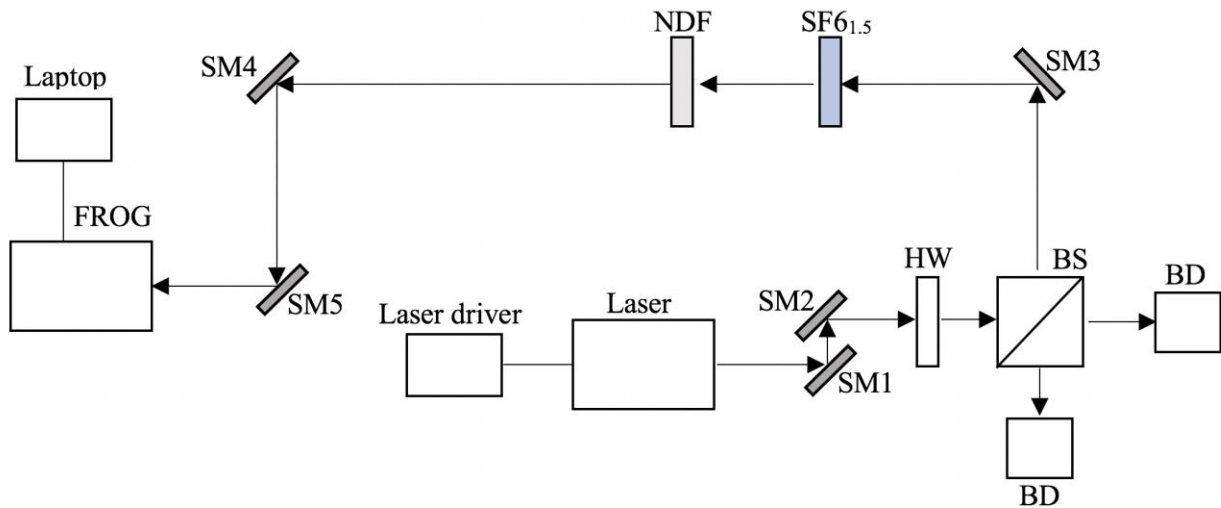 NDF
SF6₁.₅
SM4
SM3
Laptop
FROG
HW
BS
BD
SM5
SM2
Laser driver
Laser
SM1
BD